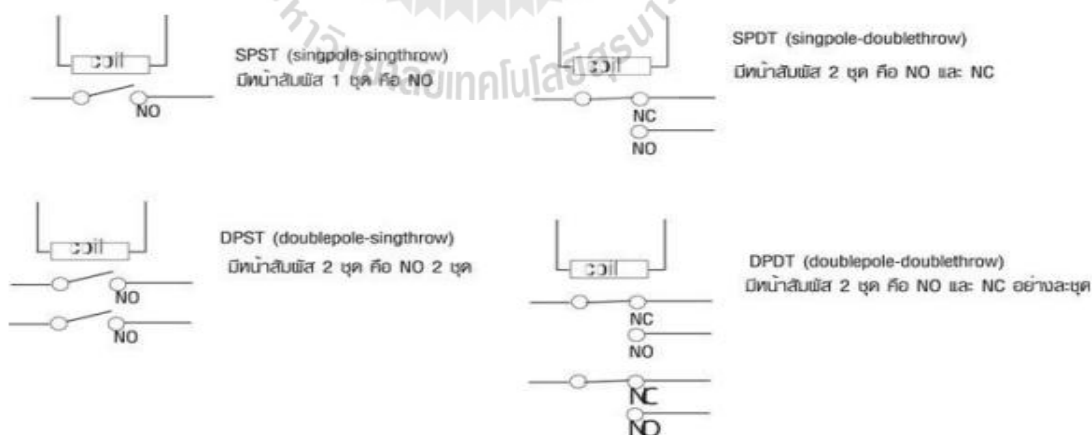 coil
SPST (singpole-singthrow)
มีหน้าสัมผัส 1 ชุด คือ NO
NO
coil
SPDT (singpole-doublethrow)
มีหน้าสัมผัส 2 ชุด คือ NO และ NC
NC
NO
coil
DPST (doublepole-singthrow)
มีหน้าสัมผัส 2 ชุด คือ NO 2 ชุด
NO
NO
coil
DPDT (doublepole-doublethrow)
มีหน้าสัมผัส 2 ชุด คือ NO และ NC อย่างละชุด
NC
NO
NC
NO